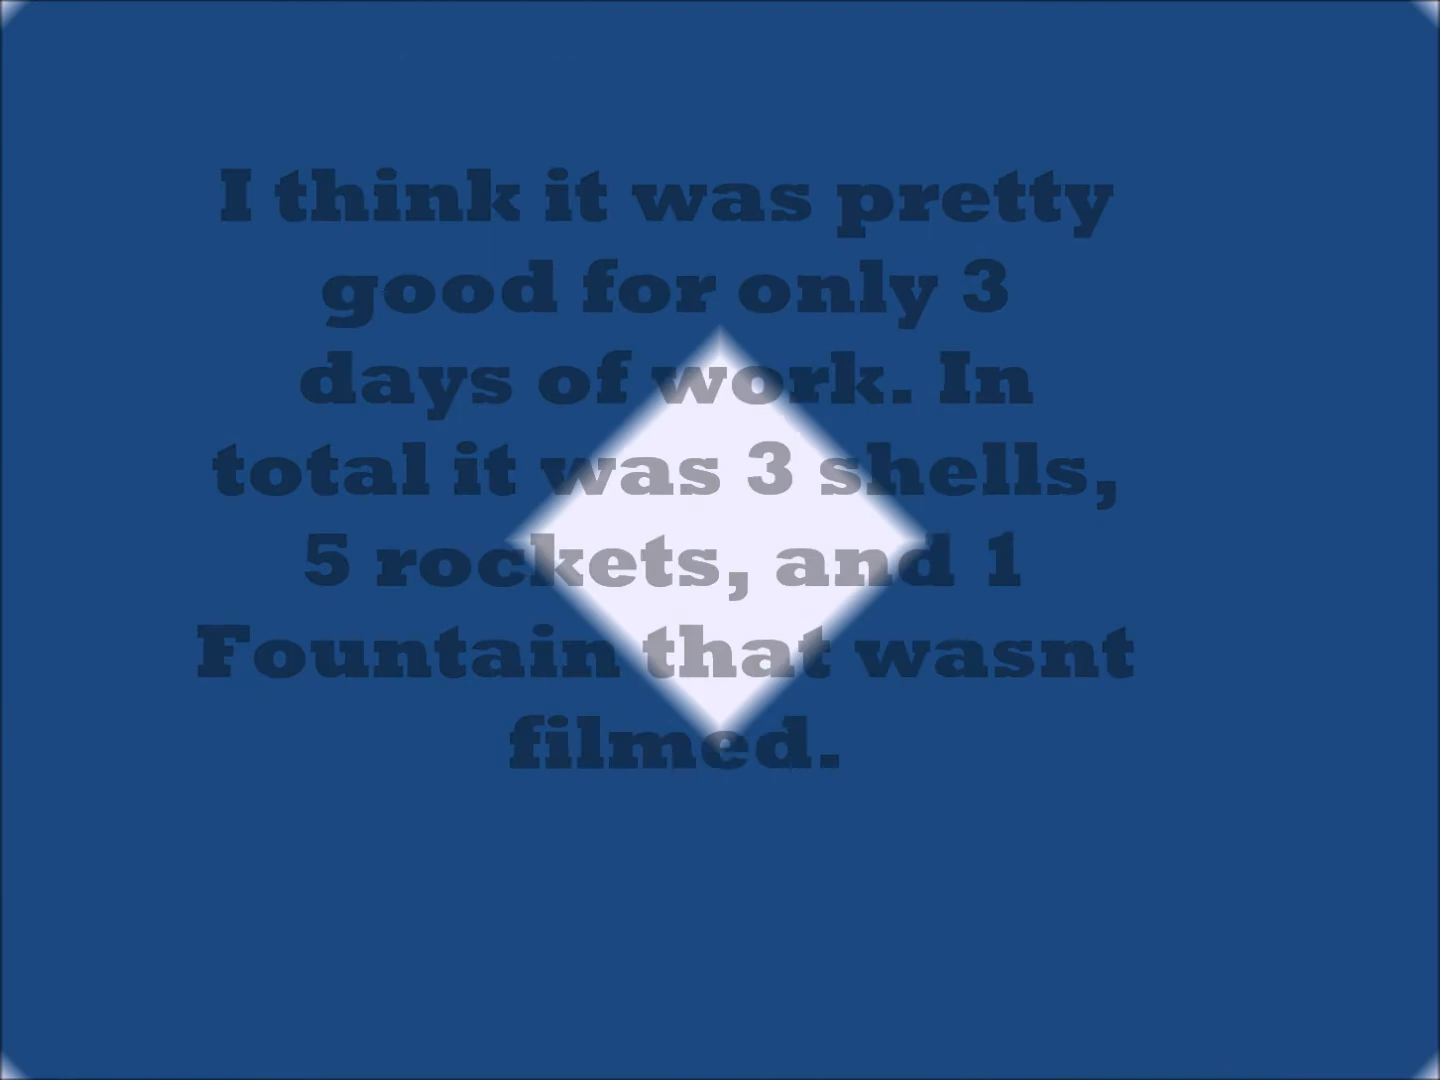 I think it was pretty
good for only 3
days of work. In
total it was 3 shells,
5 rockets, and 1
Fountain that wasnt
filmed.